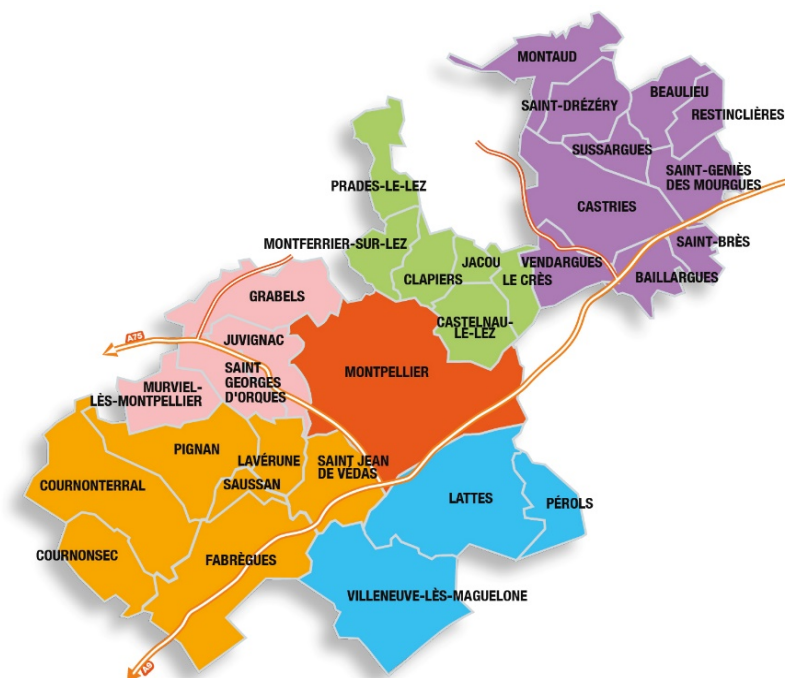 MONTAUD
BEAULIEU
SAINT-DRÉZÉRY
RESTINCLIÈRES
SUSSARGUES
SAINT-GENIÈS
DES MOURGUES
PRADES-LE-LEZ
CASTRIES
MONTFERRIER-SUR-LEZ
SAINT-BRÈS
JACOU
VENDARGUES
CLAPIERS
LE CRÈS
BAILLARGUES
GRABELS
CASTELNAU-
LE-LEZ
A75
JUVIGNAC
MONTPELLIER
SAINT
GEORGES
D'ORQUES
MURVIEL-
LÈS-MONTPELLIER
PIGNAN
LAVÉRUNE
SAINT JEAN
DE VÉDAS
COURNONTERRAL
SAUSSAN
LATTES
PÉROLS
COURNONSEC
FABRÈGUES
VILLENEUVE-LÈS-MAGUELONE
A9